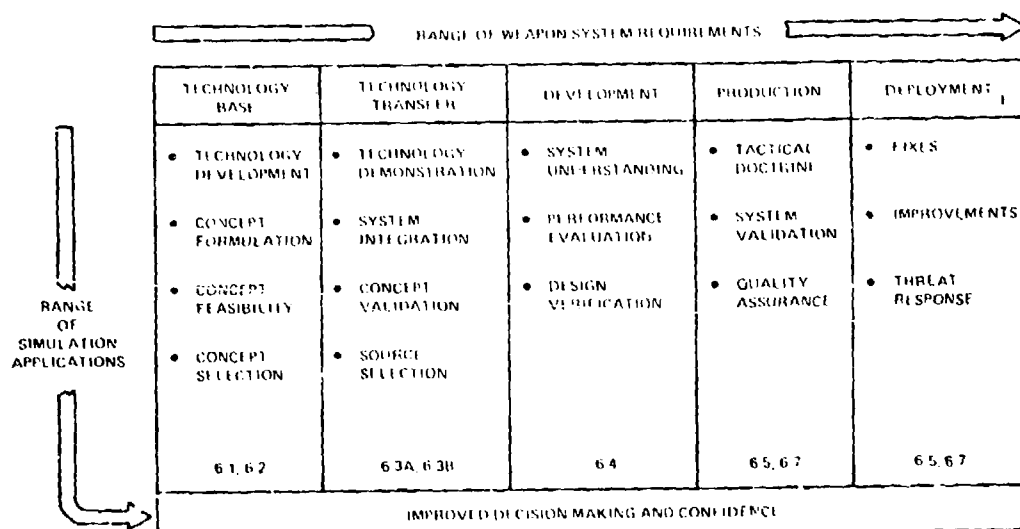 RANGE OF WEAPON SYSTEM REQUIREMENTS
TECHNOLOGY BASE
TECHNOLOGY TRANSFER
DEVELOPMENT
PRODUCTION
DEPLOYMENT
• TECHNOLOGY
DEVELOPMENT
• CONCEPT
FORMULATION
• CONCEPT
FEASIBILITY
• CONCEPT
SELECTION
6.1, 6.2
• TECHNOLOGY
DEMONSTRATION
• SYSTEM
INTEGRATION
• CONCEPT
VALIDATION
• SOURCE
SELECTION
6.3A, 6.3B
• SYSTEM
UNDERSTANDING
• PERFORMANCE
EVALUATION
• DESIGN
VERIFICATION
6.4
• TACTICAL
DOCTRINE
• SYSTEM
VALIDATION
• QUALITY
ASSURANCE
6.5, 6.7
• FIXES
• IMPROVEMENTS
• THREAT
RESPONSE
6.5, 6.7
RANGE
OF
SIMULATION
APPLICATIONS
IMPROVED DECISION MAKING AND CONFIDENCE